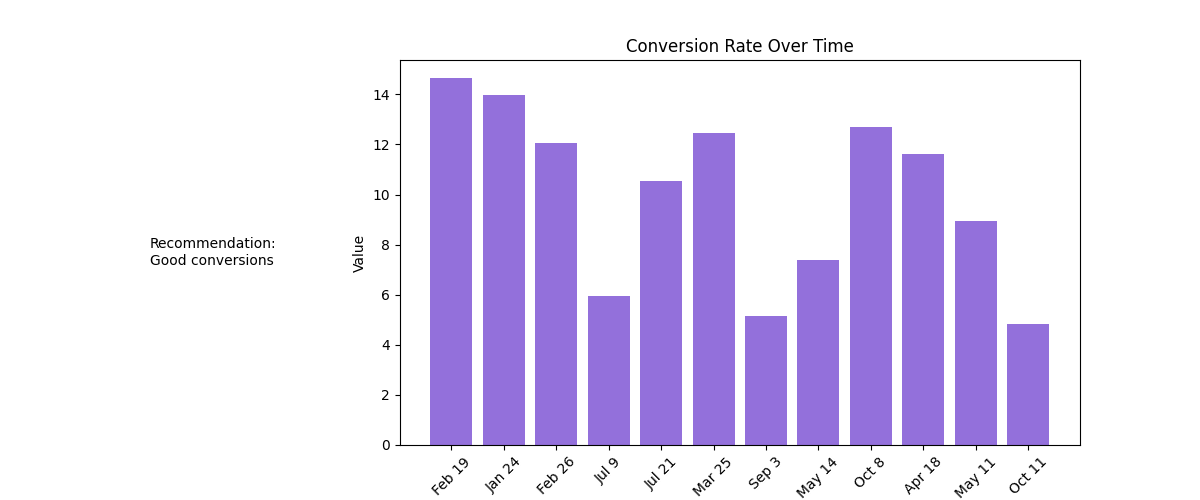 Conversion Rate Over Time
Recommendation:
Good conversions
Value
14
12
10
8
6
4
2
0
Feb 19
Jan 24
Feb 26
Jul 9
Jul 21
Mar 25
Sep 3
May 14
Oct 8
Apr 18
May 11
Oct 11